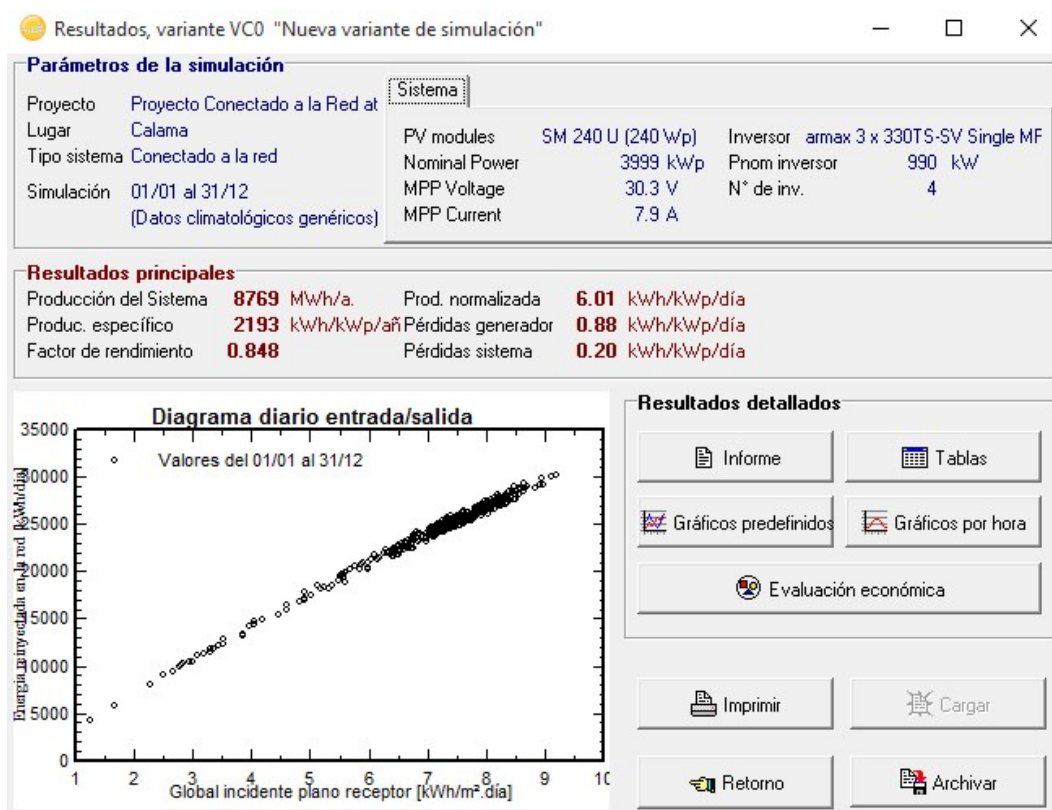 Resultados, variante VC0 "Nueva variante de simulación"
Parámetros de la simulación
Proyecto Proyecto Conectado a la Red at
Lugar Calama
Tipo sistema Conectado a la red
Simulación 01/01 al 31/12
(Datos climatológicos genéricos)
Sistema
PV modules SM 240 U (240 Wp) Inversor armax 3 x 330TS-SV Single MF
Nominal Power 3999 kWp Pnom inversor 990 kW
MPP Voltage 30.3 V N° de inv. 4
MPP Current 7.9 A
Resultados principales
Producción del Sistema 8769 MWh/a. Prod. normalizada 6.01 kWh/kWp/día
Produc. específico 2193 kWh/kWp/añ Pérdidas generador 0.88 kWh/kWp/día
Factor de rendimiento 0.848 Pérdidas sistema 0.20 kWh/kWp/día
Diagrama diario entrada/salida
Valores del 01/01 al 31/12
Energía reinyectada en la red [kWh/día]
35000
30000
25000
20000
15000
10000
5000
0
1 2 3 4 5 6 7 8 9 10
Global incidente plano receptor [kWh/m².día]
Resultados detallados
Informe Tablas
Gráficos predefinidos Gráficos por hora
Evaluación económica
Imprimir Cargar
Retorno Archivar